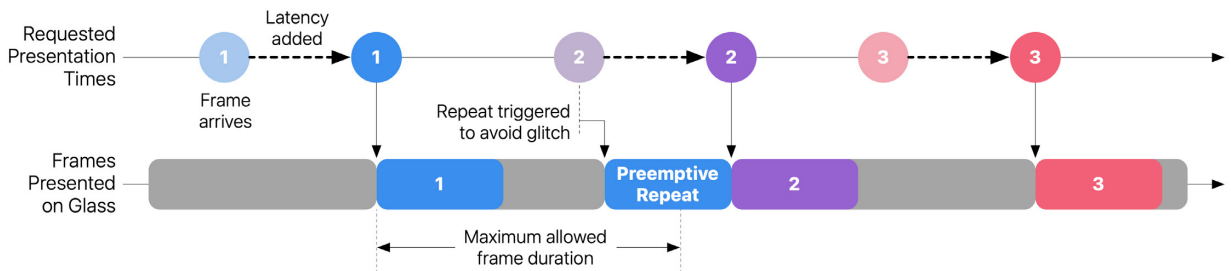 Requested
Presentation
Times
Latency
added
1
1
2
2
3
3
Frame
arrives
Repeat triggered
to avoid glitch
Frames
Presented
on Glass
1
Preemptive
Repeat
2
3
Maximum allowed
frame duration